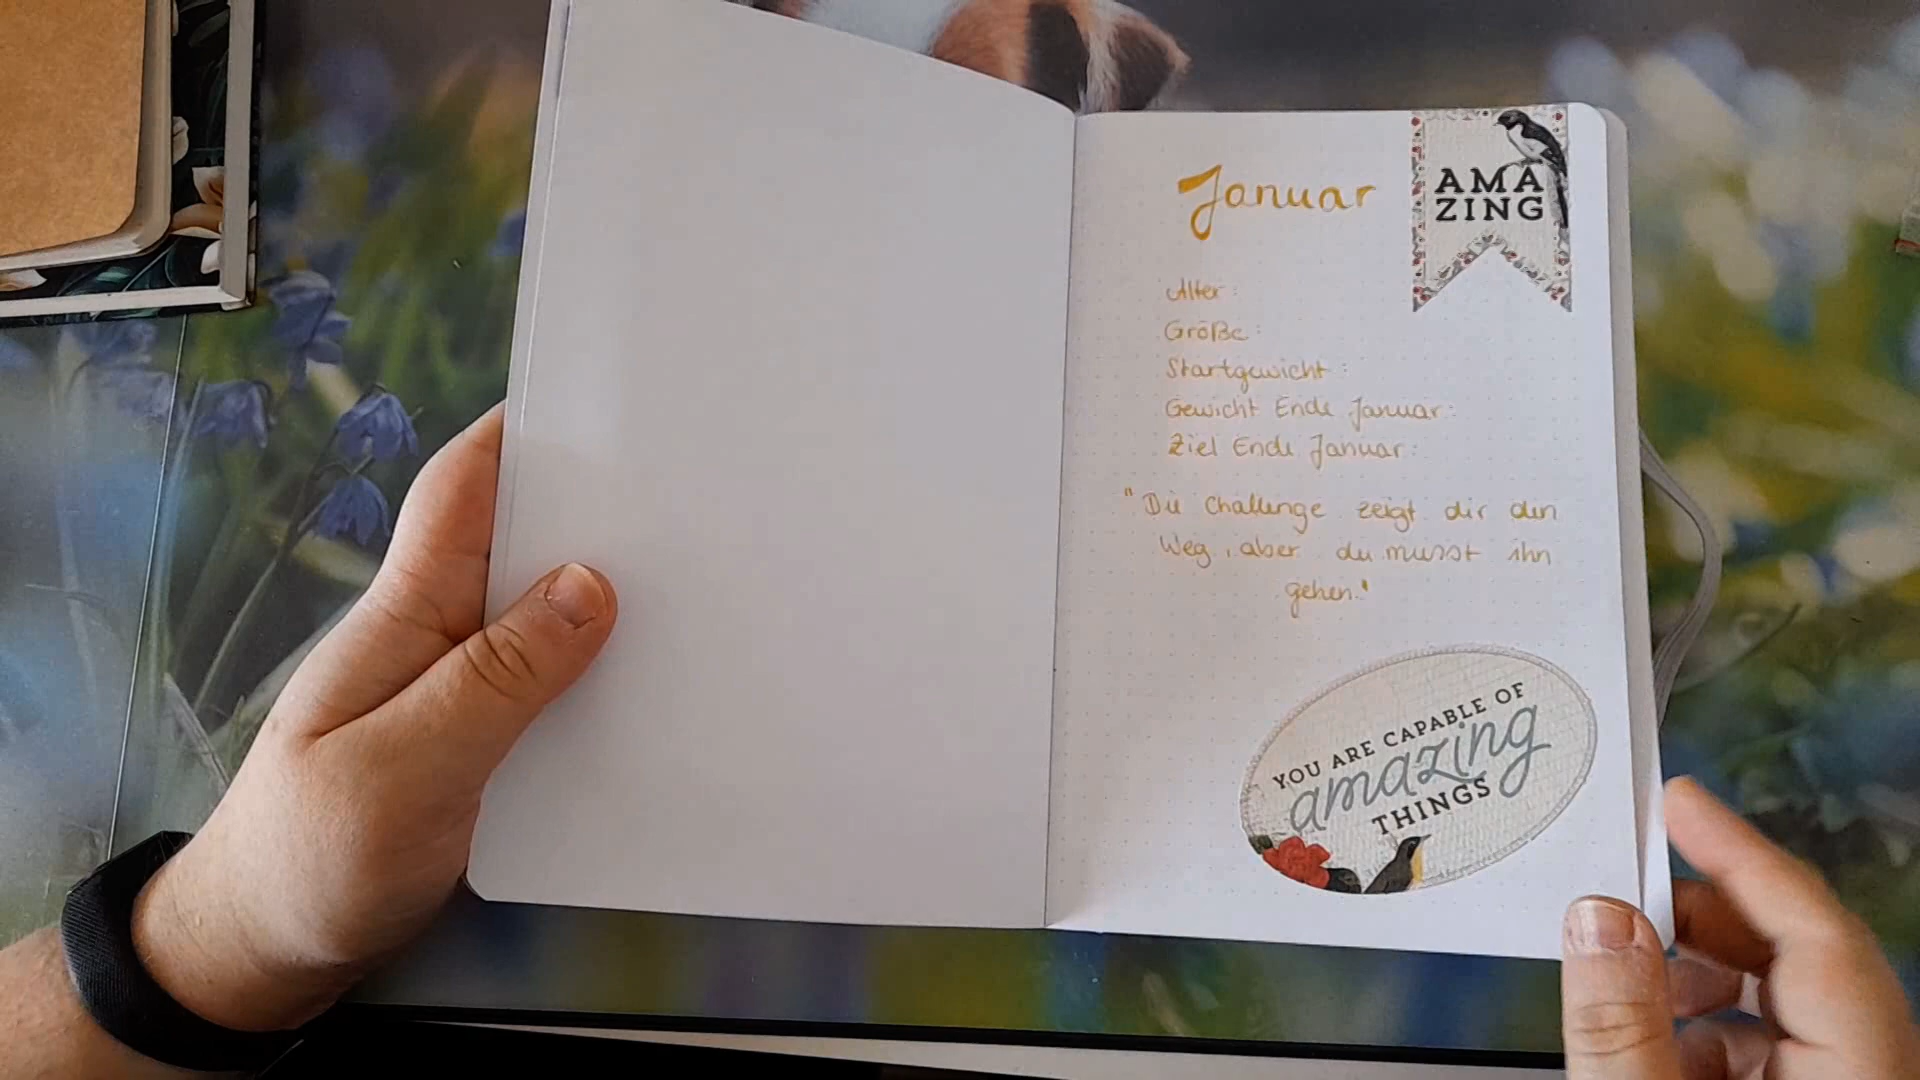 Januar
AMA
ZING
Alter:
Größe:
Startgewicht:
Gewicht Ende Januar:
Ziel Ende Januar:
"Die Challenge zeigt dir den
Weg, aber du musst ihn
gehen."
YOU ARE CAPABLE OF
amazing
THINGS